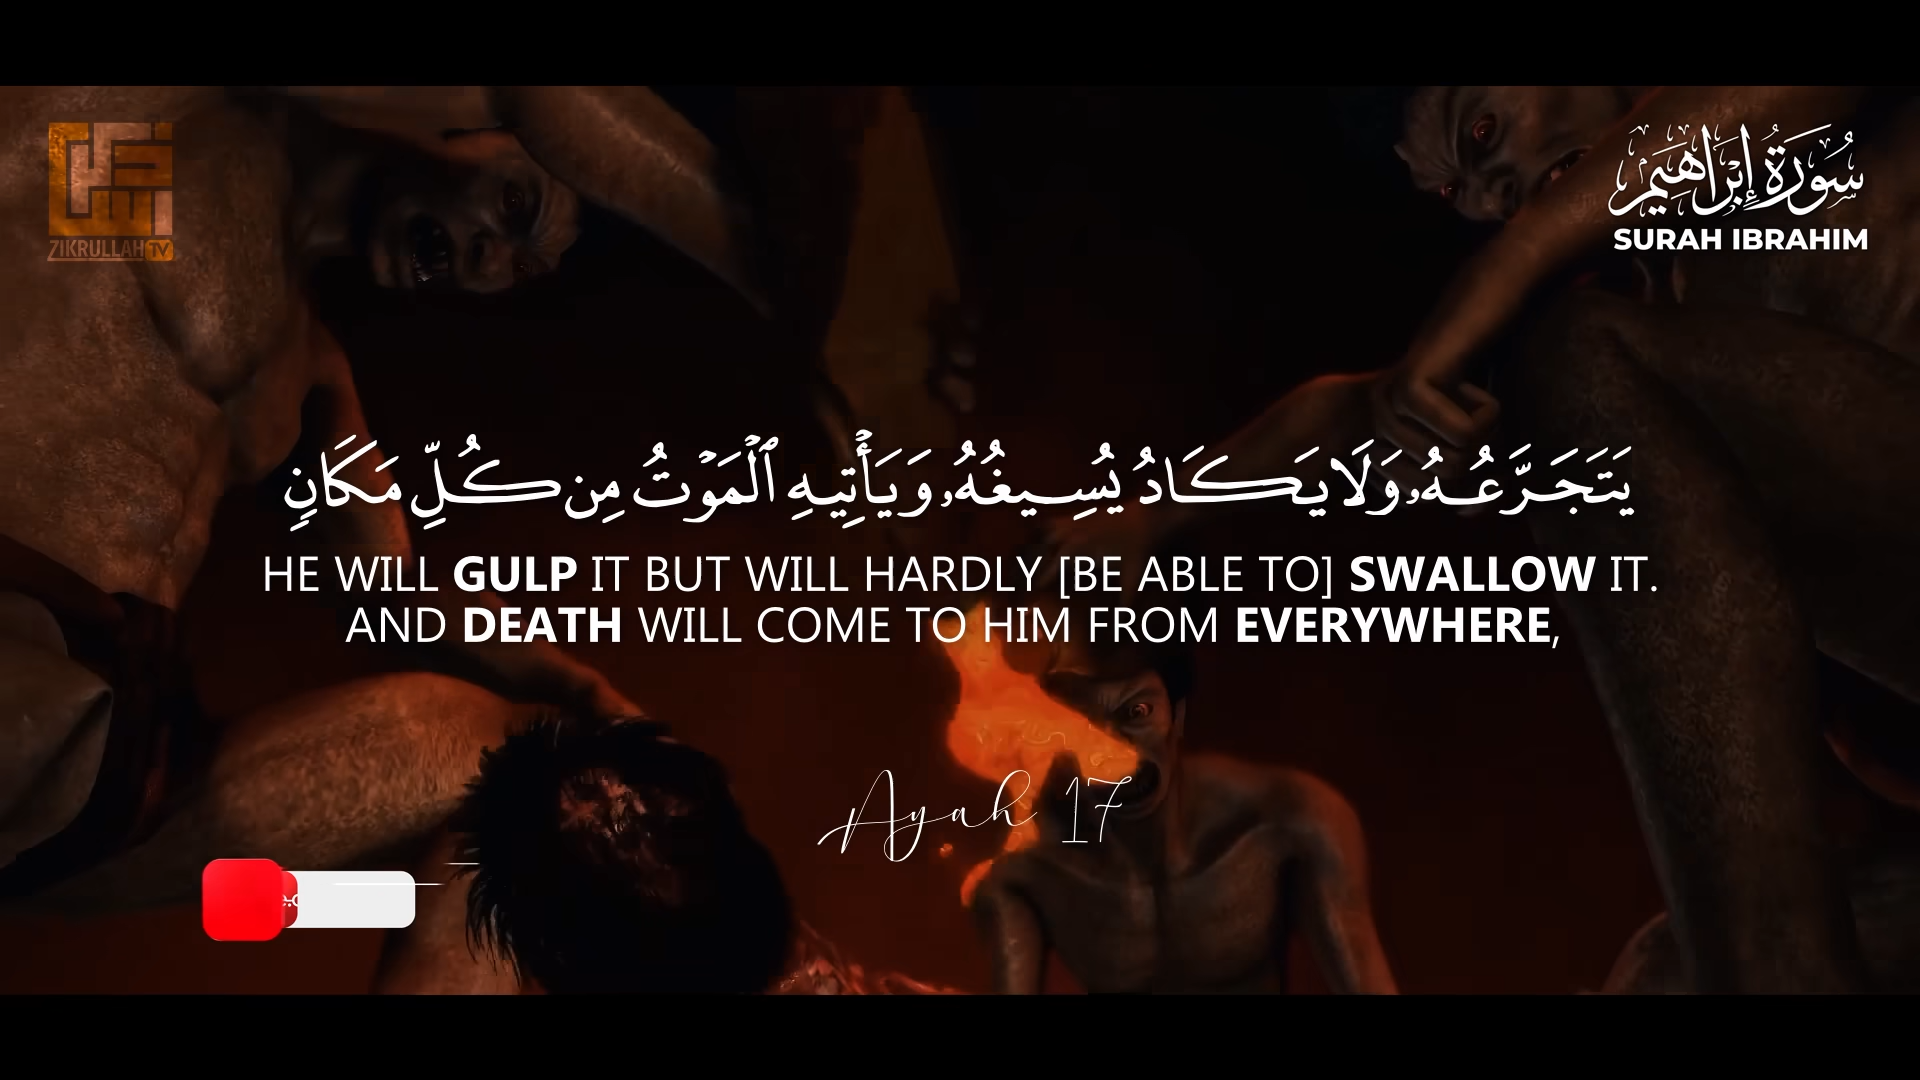 ZIKRULLAH TV
سُورَةُ إِبْرَاهِيم
SURAH IBRAHIM
يَتَجَرَّعُهُۥ وَلَا يَكَادُ يُسِيغُهُۥ وَيَأْتِيهِ ٱلْمَوْتُ مِن كُلِّ مَكَانٍ
HE WILL GULP IT BUT WILL HARDLY [BE ABLE TO] SWALLOW IT.
AND DEATH WILL COME TO HIM FROM EVERYWHERE,
Ayah 17